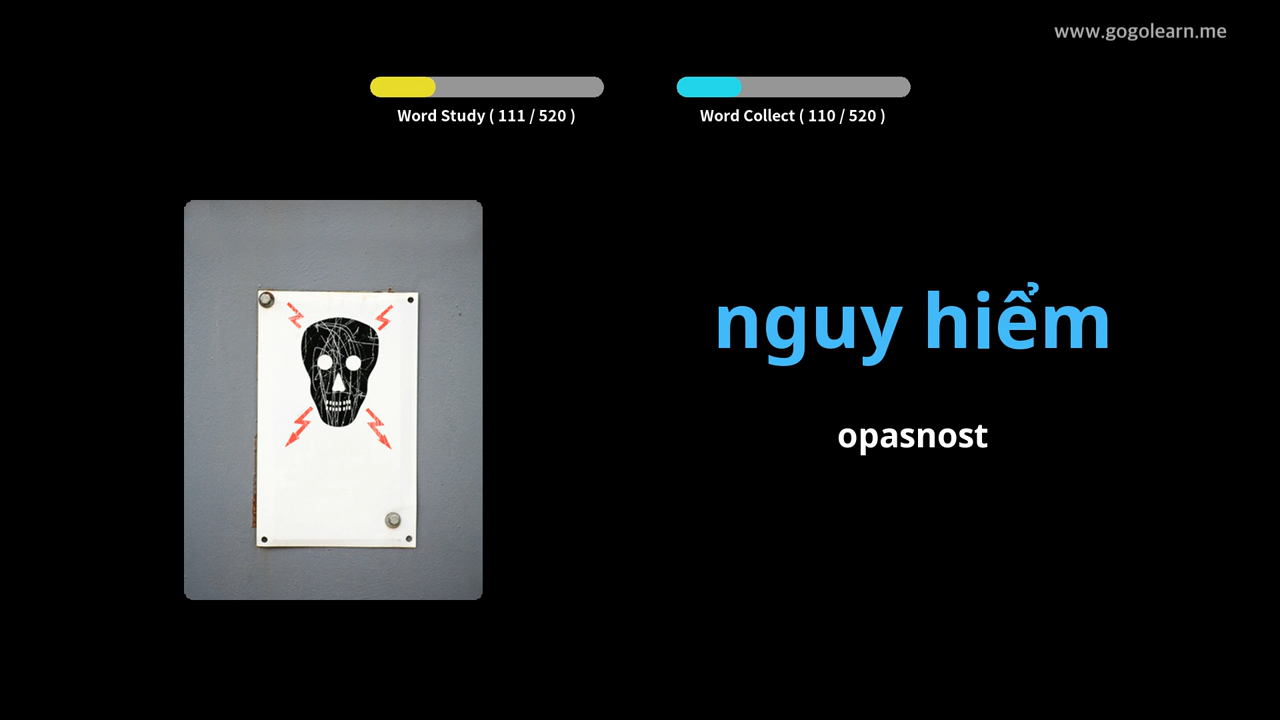 www.gogolearn.me
Word Study ( 111 / 520 )
Word Collect ( 110 / 520 )
nguy hiểm
opasnost